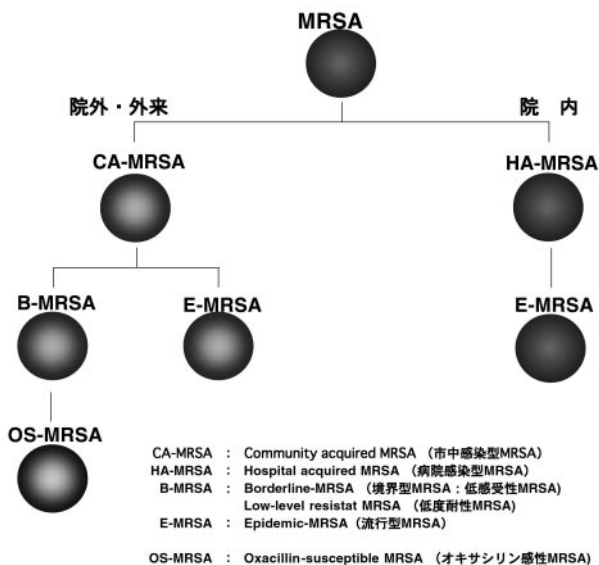 MRSA
院外・外来
院 内
CA-MRSA
HA-MRSA
B-MRSA
E-MRSA
E-MRSA
OS-MRSA
CA-MRSA : Community acquired MRSA （市中感染型MRSA）
HA-MRSA : Hospital acquired MRSA （病院感染型MRSA）
B-MRSA : Borderline-MRSA（境界型MRSA：低感受性MRSA)
Low-level resistat MRSA （低度耐性MRSA)
E-MRSA : Epidemic-MRSA（流行型MRSA）
OS-MRSA : Oxacillin-susceptible MRSA （オキサシリン感性MRSA)